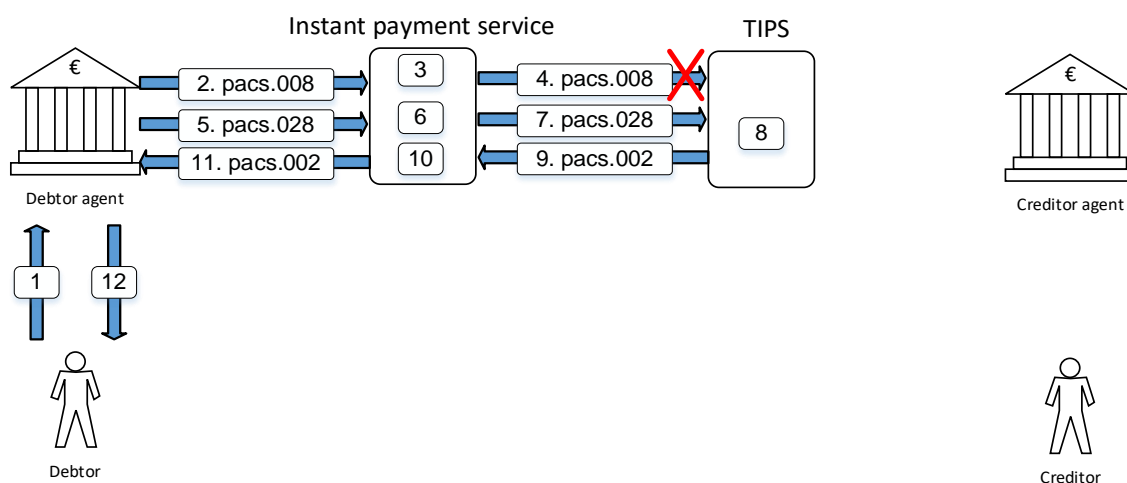 Instant payment service
TIPS
€
€
3
2. pacs.008
4. pacs.008
6
5. pacs.028
7. pacs.028
8
10
11. pacs.002
9. pacs.002
Debtor agent
Creditor agent
1
12
Debtor
Creditor